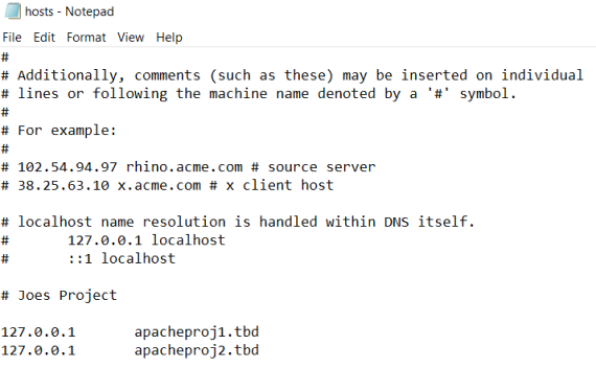 hosts - Notepad
File Edit Format View Help
#
# Additionally, comments (such as these) may be inserted on individual
# lines or following the machine name denoted by a '#' symbol.
#
# For example:
#
# 102.54.94.97 rhino.acme.com # source server
# 38.25.63.10 x.acme.com # x client host
# localhost name resolution is handled within DNS itself.
# 127.0.0.1 localhost
# ::1 localhost
# Joes Project
127.0.0.1 apacheproj1.tbd
127.0.0.1 apacheproj2.tbd